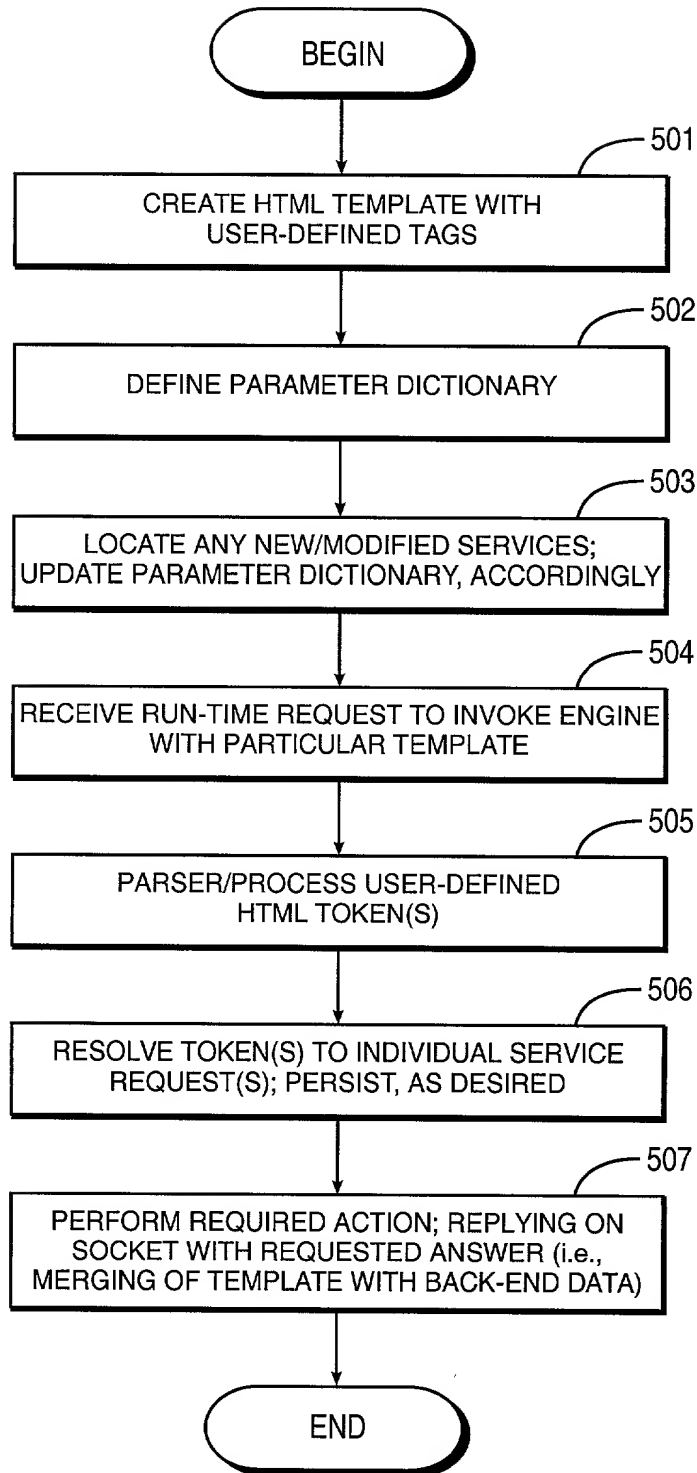 BEGIN
501
CREATE HTML TEMPLATE WITH
USER-DEFINED TAGS
502
DEFINE PARAMETER DICTIONARY
503
LOCATE ANY NEW/MODIFIED SERVICES;
UPDATE PARAMETER DICTIONARY, ACCORDINGLY
504
RECEIVE RUN-TIME REQUEST TO INVOKE ENGINE
WITH PARTICULAR TEMPLATE
505
PARSER/PROCESS USER-DEFINED
HTML TOKEN(S)
506
RESOLVE TOKEN(S) TO INDIVIDUAL SERVICE
REQUEST(S); PERSIST, AS DESIRED
507
PERFORM REQUIRED ACTION; REPLYING ON
SOCKET WITH REQUESTED ANSWER (i.e.,
MERGING OF TEMPLATE WITH BACK-END DATA)
END